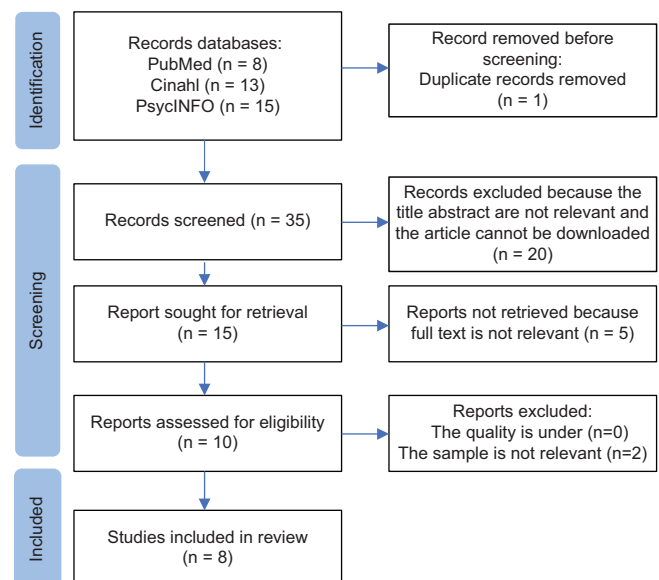 Identification
Records databases:
PubMed (n = 8)
Cinahl (n = 13)
PsycINFO (n = 15)
Record removed before
screening:
Duplicate records removed
(n = 1)
Screening
Records screened (n = 35)
Records excluded because the
title abstract are not relevant and
the article cannot be downloaded
(n = 20)
Report sought for retrieval
(n = 15)
Reports not retrieved because
full text is not relevant (n = 5)
Reports assessed for eligibility
(n = 10)
Reports excluded:
The quality is under (n=0)
The sample is not relevant (n=2)
Included
Studies included in review
(n = 8)